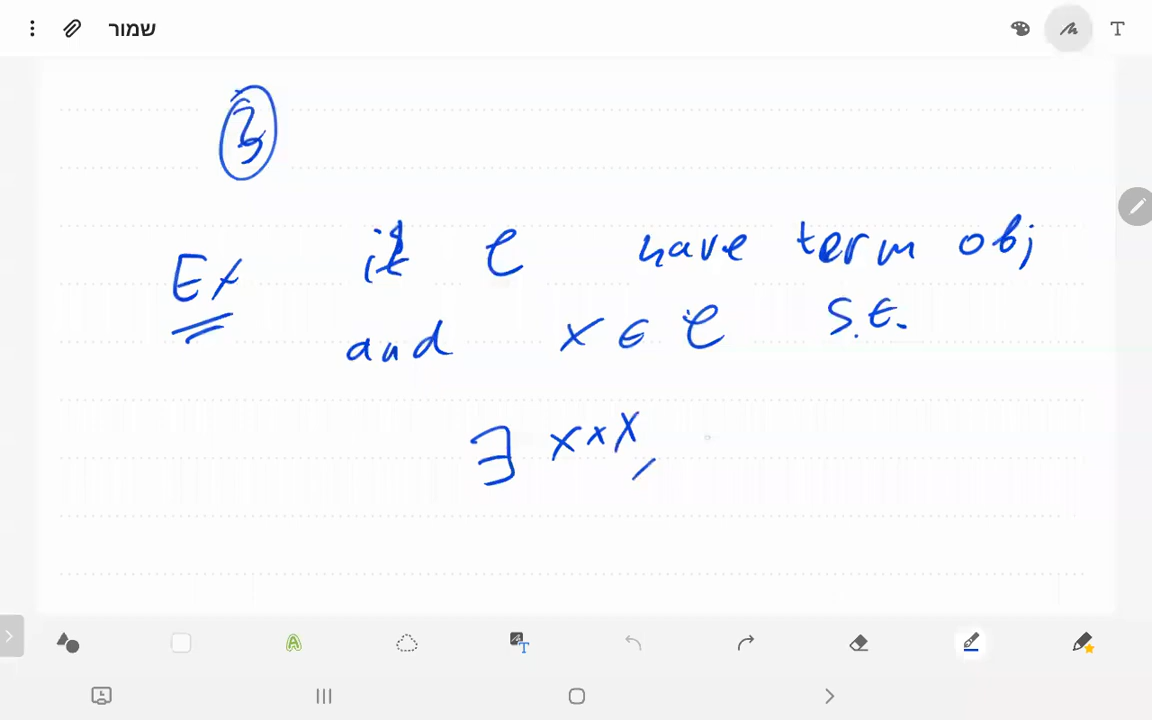 שמור
T
3
Ex if C have term obj
and x ∈ C s.t.
∃ x×x,